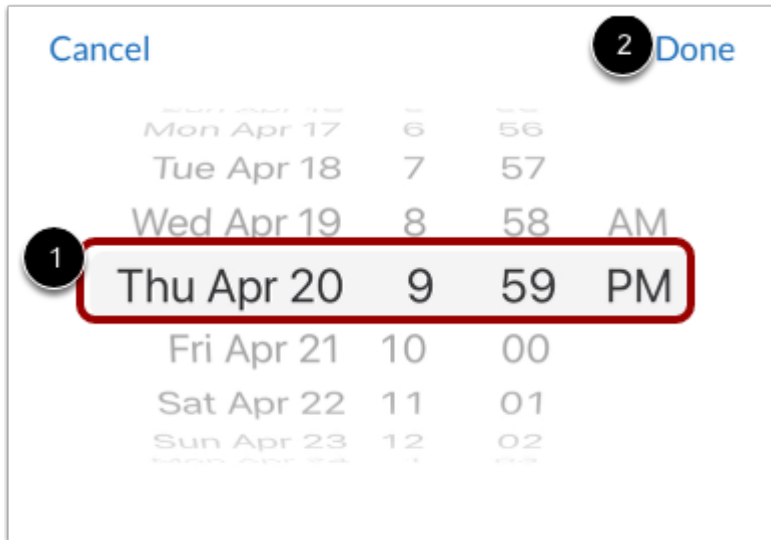 Cancel 2 Done
Mon Apr 17 6 56
Tue Apr 18 7 57
Wed Apr 19 8 58 AM
1
Thu Apr 20 9 59 PM
Fri Apr 21 10 00
Sat Apr 22 11 01
Sun Apr 23 12 02